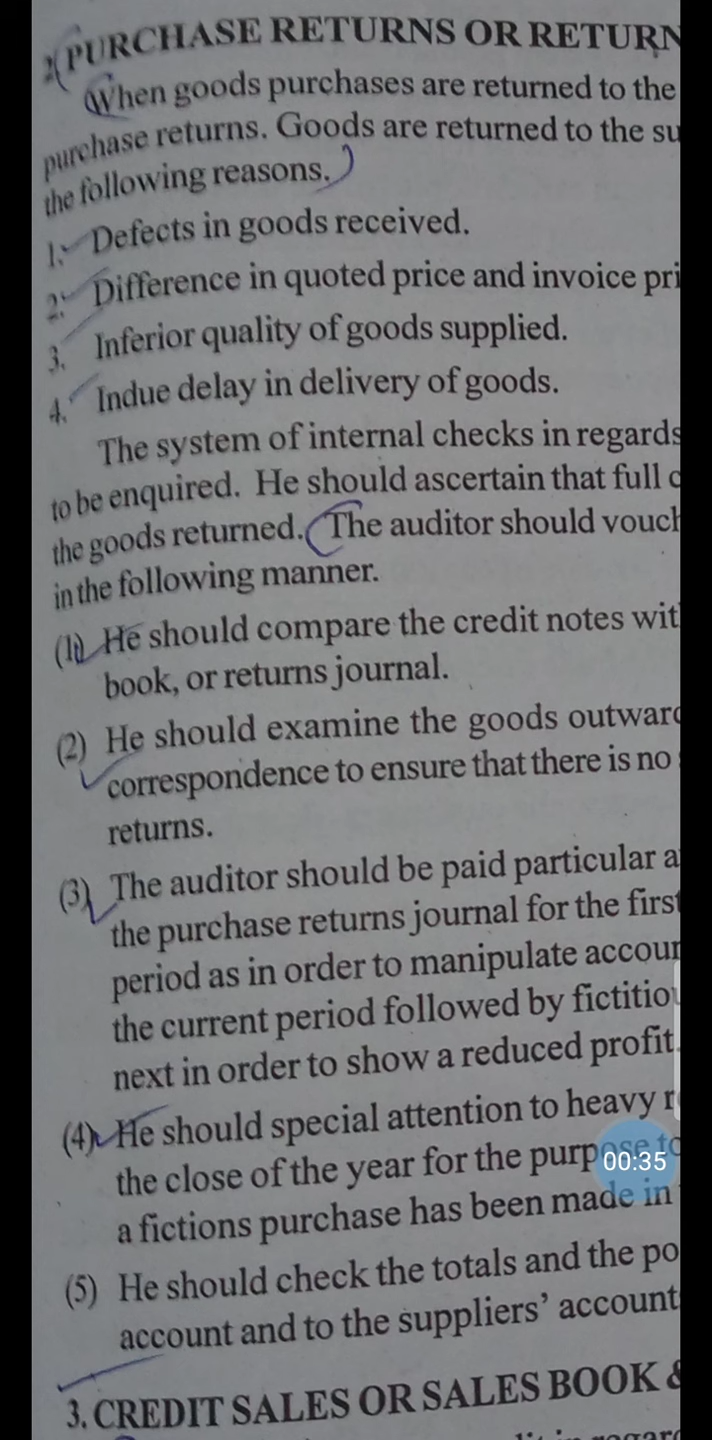 2. PURCHASE RETURNS OR RETURN
When goods purchases are returned to the
purchase returns. Goods are returned to the su
the following reasons.
1. Defects in goods received.
2. Difference in quoted price and invoice pri
3. Inferior quality of goods supplied.
4. Indue delay in delivery of goods.
The system of internal checks in regards
to be enquired. He should ascertain that full c
the goods returned. The auditor should vouch
in the following manner.
(1) He should compare the credit notes with
book, or returns journal.
(2) He should examine the goods outward
correspondence to ensure that there is no
returns.
(3) The auditor should be paid particular a
the purchase returns journal for the first
period as in order to manipulate accoun
the current period followed by fictitiou
next in order to show a reduced profit.
(4) He should special attention to heavy r
the close of the year for the purpose to
a fictions purchase has been made in
(5) He should check the totals and the po
account and to the suppliers' account
3. CREDIT SALES OR SALES BOOK &
00:35